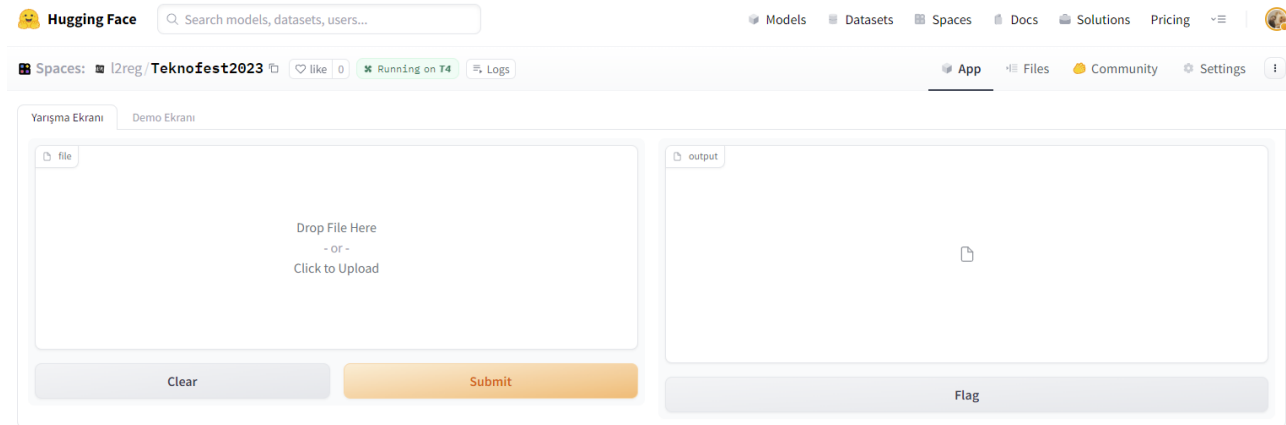 Hugging Face
Search models, datasets, users...
Models
Datasets
Spaces
Docs
Solutions
Pricing
Spaces:
l2reg/Teknofest2023
like 0
Running on T4
Logs
App
Files
Community
Settings
Yarışma Ekranı
Demo Ekranı
file
Drop File Here
- or -
Click to Upload
Clear
Submit
output
Flag